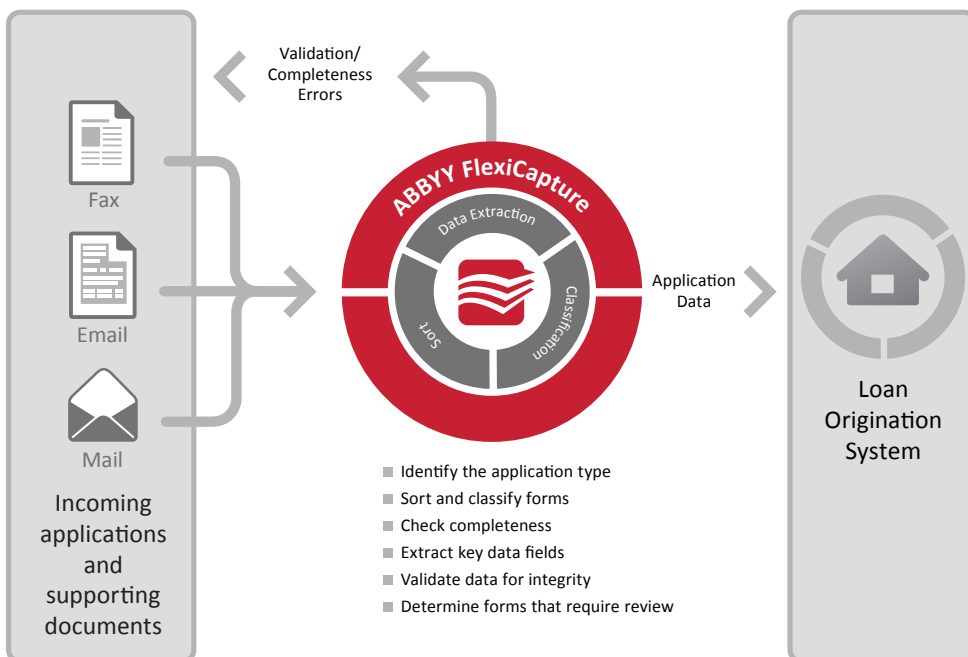 Validation/
Completeness
Errors
Fax
Email
Mail
Incoming
applications
and
supporting
documents
ABBYY FlexiCapture
Data Extraction
Sort
Classification
Identify the application type
Sort and classify forms
Check completeness
Extract key data fields
Validate data for integrity
Determine forms that require review
Application
Data
Loan
Origination
System